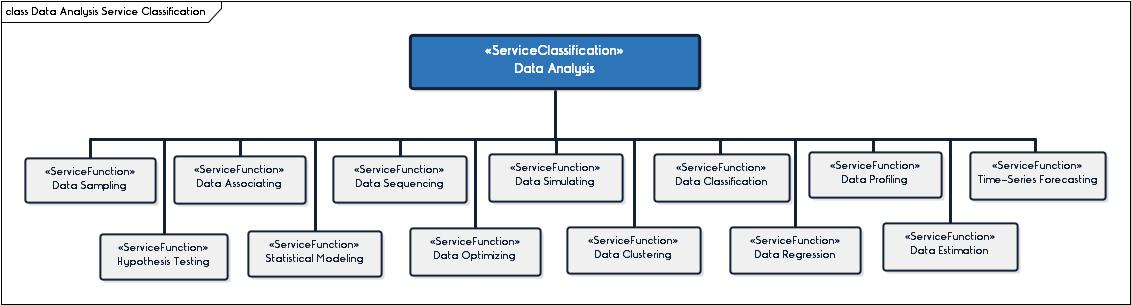 class Data Analysis Service Classification
«ServiceClassification»
Data Analysis
«ServiceFunction»
Data Sampling
«ServiceFunction»
Data Associating
«ServiceFunction»
Data Sequencing
«ServiceFunction»
Data Simulating
«ServiceFunction»
Data Classification
«ServiceFunction»
Data Profiling
«ServiceFunction»
Time-Series Forecasting
«ServiceFunction»
Hypothesis Testing
«ServiceFunction»
Statistical Modeling
«ServiceFunction»
Data Optimizing
«ServiceFunction»
Data Clustering
«ServiceFunction»
Data Regression
«ServiceFunction»
Data Estimation